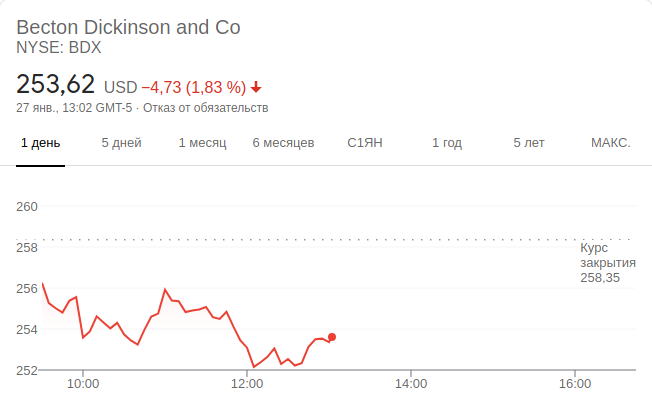 Becton Dickinson and Co
NYSE: BDX
253,62 USD −4,73 (1,83 %)
27 янв., 13:02 GMT-5 · Отказ от обязательств
1 день 5 дней 1 месяц 6 месяцев С1ЯН 1 год 5 лет МАКС.
260
258
Курс
закрытия
258,35
256
254
252
10:00 12:00 14:00 16:00